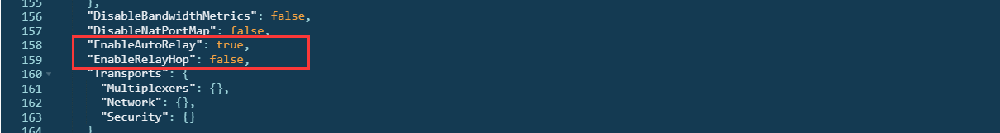 155 },
156 "DisableBandwidthMetrics": false,
157 "DisableNatPortMap": false,
158 "EnableAutoRelay": true,
159 "EnableRelayHop": false,
160 "Transports": {
161 "Multiplexers": {},
162 "Network": {},
163 "Security": {}
164 }